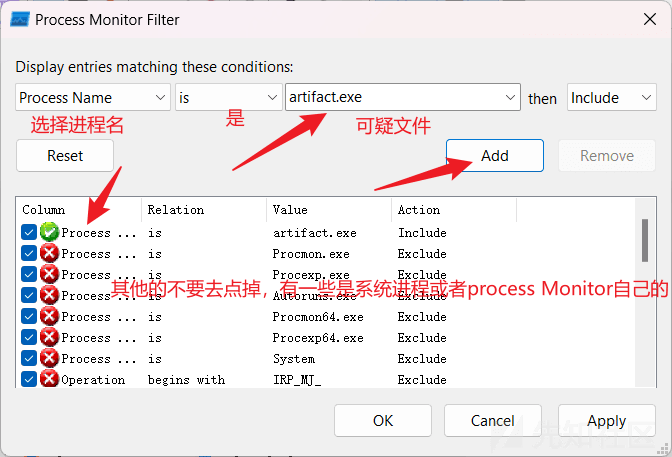 Process Monitor Filter
Display entries matching these conditions:
Process Name is artifact.exe then Include
选择进程名 是 可疑文件
Reset Add Remove
Column Relation Value Action
Process ... is artifact.exe Include
Process ... is Procmon.exe Exclude
Process ... is Procexp.exe Exclude
Process ... is Autoruns.exe Exclude
其他的不要去点掉，有一些是系统进程或者process Monitor自己的
Process ... is Procmon64.exe Exclude
Process ... is Procexp64.exe Exclude
Process ... is System Exclude
Operation begins with IRP_MJ_ Exclude
OK Cancel Apply
先知社区